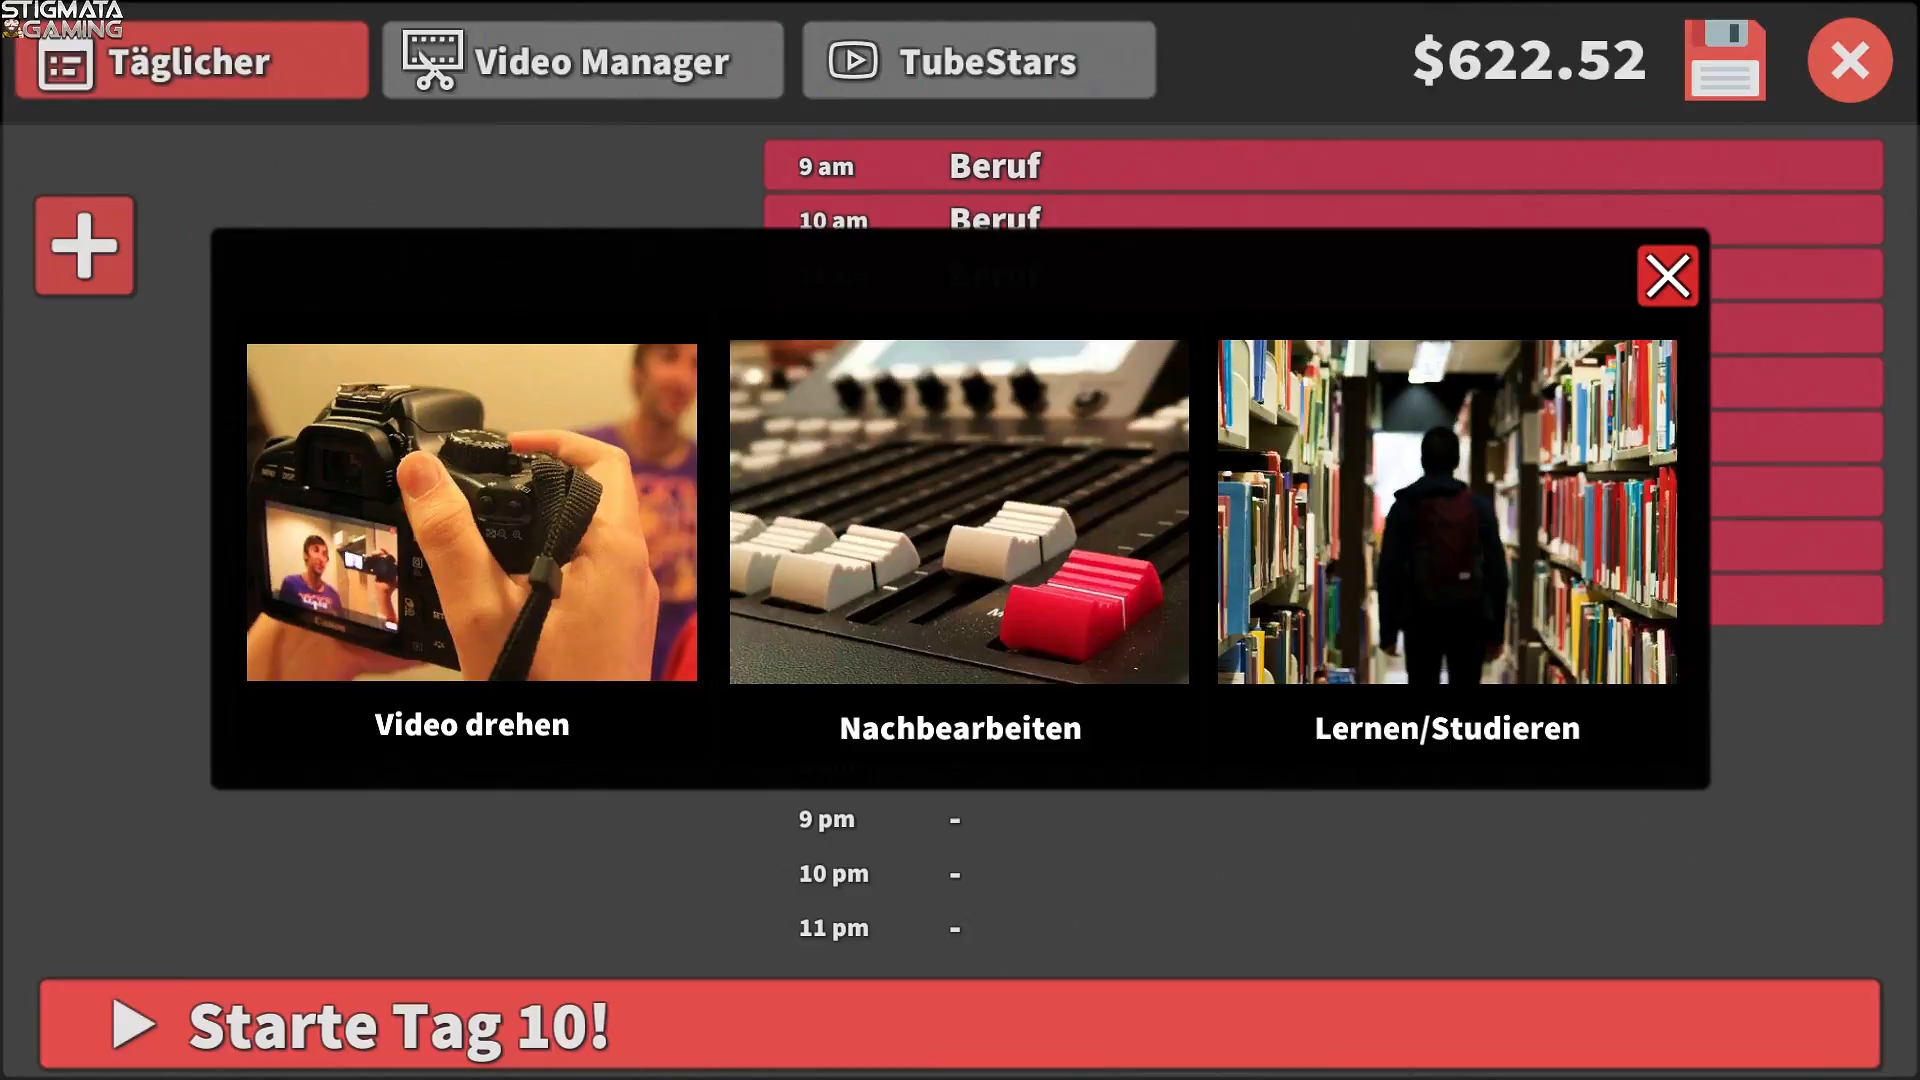 STIGMATA
GAMING
Täglicher
Video Manager
TubeStars
$622.52
9 am Beruf
10 am Beruf
Video drehen
Nachbearbeiten
Lernen/Studieren
9 pm -
10 pm -
11 pm -
Starte Tag 10!